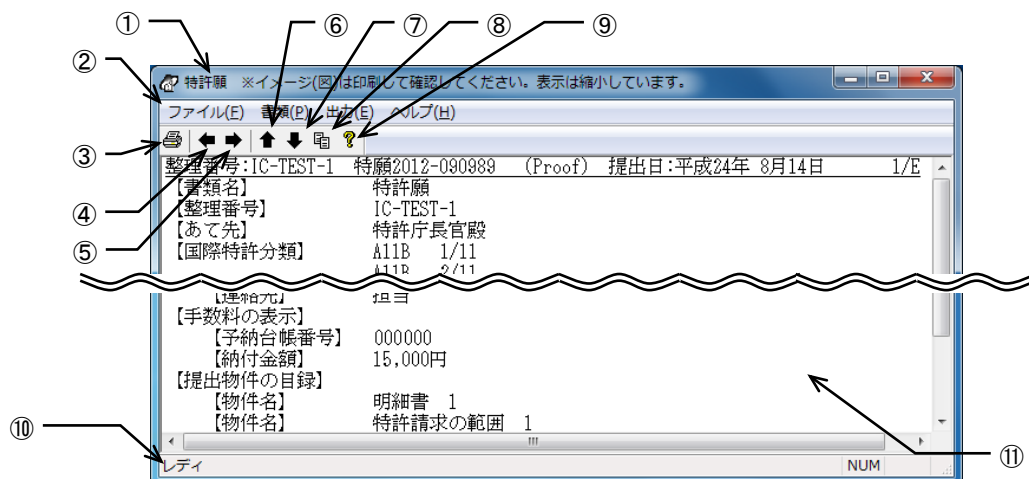 ① ⑥ ⑦ ⑧ ⑨
②
特許願 ※イメージ(図)は印刷して確認してください。表示は縮小しています。
ファイル(F) 書類(P) 出力(E) ヘルプ(H)
③
整理番号:IC-TEST-1 特願2012-090989 (Proof) 提出日:平成24年 8月14日 1/E
【書類名】 特許願
【整理番号】 IC-TEST-1
④
【あて先】 特許庁長官殿
⑤
【国際特許分類】 A11B 1/11
A11B 2/11
【連絡先】 担当
【手数料の表示】
【予納台帳番号】 000000
【納付金額】 15,000円
【提出物件の目録】
【物件名】 明細書 1
【物件名】 特許請求の範囲 1
⑩
⑪
レディ NUM